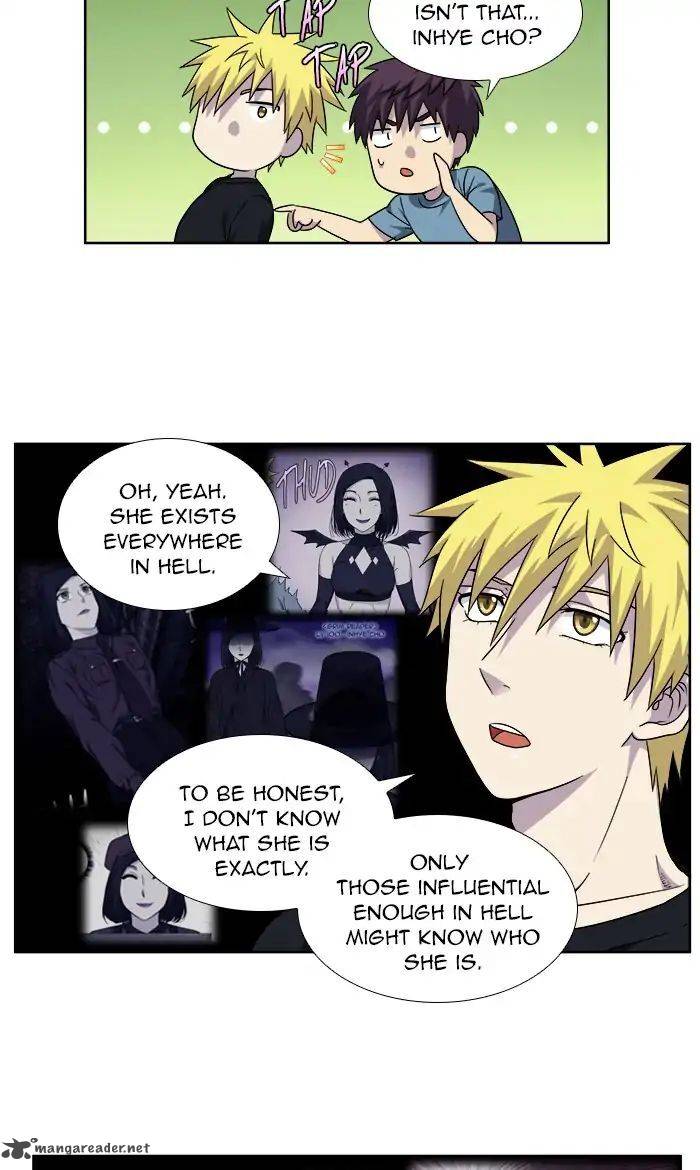 TAP
TAP
ISN'T THAT...
INHYE CHO?
OH, YEAH.
SHE EXISTS
EVERYWHERE
IN HELL.
THUD
TO BE HONEST,
I DON'T KNOW
WHAT SHE IS
EXACTLY.
ONLY
THOSE INFLUENTIAL
ENOUGH IN HELL
MIGHT KNOW WHO
SHE IS.
mangareader.net